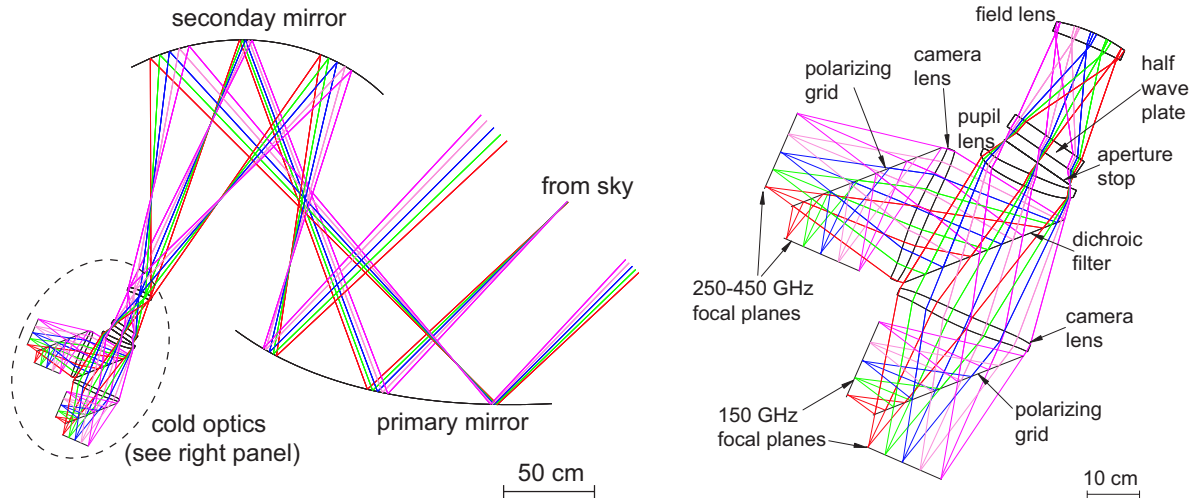 seconday mirror
from sky
primary mirror
cold optics
(see right panel)
50 cm
field lens
camera
lens
polarizing
grid
half
wave
plate
pupil
lens
aperture
stop
dichroic
filter
250-450 GHz
focal planes
camera
lens
150 GHz
focal planes
polarizing
grid
10 cm